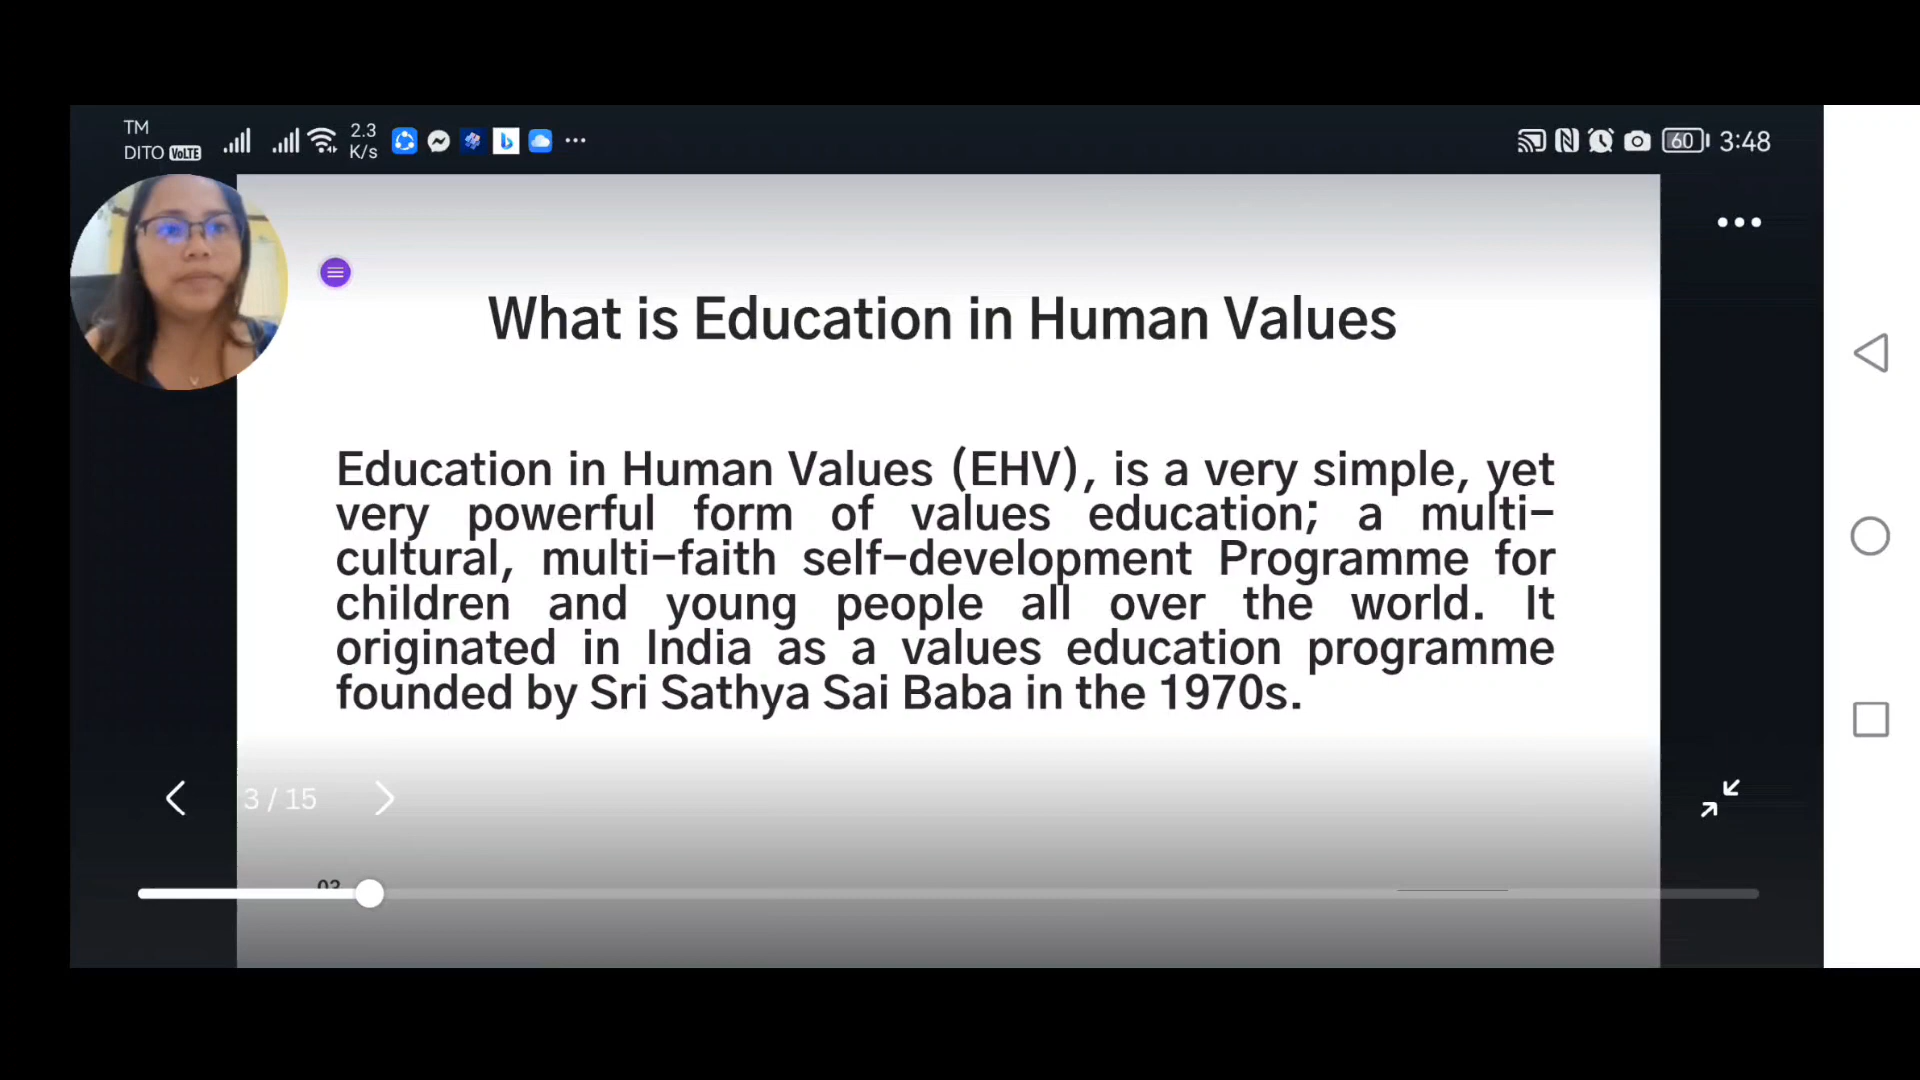 TM
DITO VoLTE
2.3
K/s
60
3:48
What is Education in Human Values
Education in Human Values (EHV), is a very simple, yet
very powerful form of values education; a multi-
cultural, multi-faith self-development Programme for
children and young people all over the world. It
originated in India as a values education programme
founded by Sri Sathya Sai Baba in the 1970s.
3 / 15